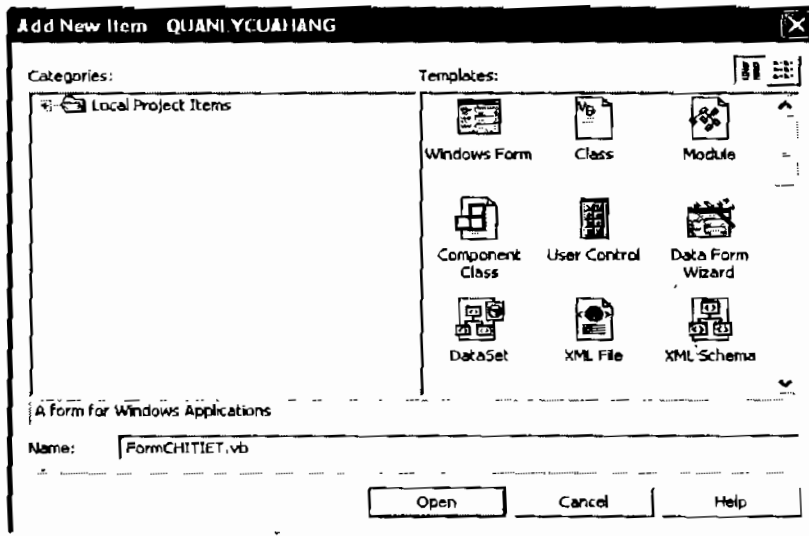 Add New Item QUANLYCUAHANG
Categories:
Templates:
Local Project Items
Windows Form
Class
Module
Component Class
User Control
Data Form Wizard
DataSet
XML File
XML Schema
A form for Windows Applications
Name:
FormCHITIET.vb
Open
Cancel
Help